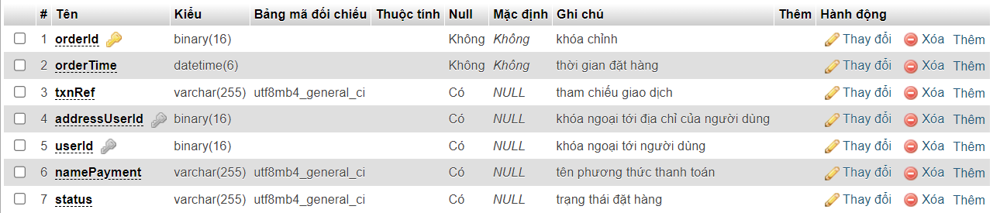 # Tên Kiểu Bảng mã đối chiếu Thuộc tính Null Mặc định Ghi chú Thêm Hành động
1 orderId binary(16) Không Không khóa chỉnh Thay đổi Xóa Thêm
2 orderTime datetime(6) Không Không thời gian đặt hàng Thay đổi Xóa Thêm
3 txnRef varchar(255) utf8mb4_general_ci Có NULL tham chiếu giao dịch Thay đổi Xóa Thêm
4 addressUserId binary(16) Có NULL khóa ngoại tới địa chỉ của người dùng Thay đổi Xóa Thêm
5 userId binary(16) Có NULL khóa ngoại tới người dùng Thay đổi Xóa Thêm
6 namePayment varchar(255) utf8mb4_general_ci Có NULL tên phương thức thanh toán Thay đổi Xóa Thêm
7 status varchar(255) utf8mb4_general_ci Có NULL trạng thái đặt hàng Thay đổi Xóa Thêm